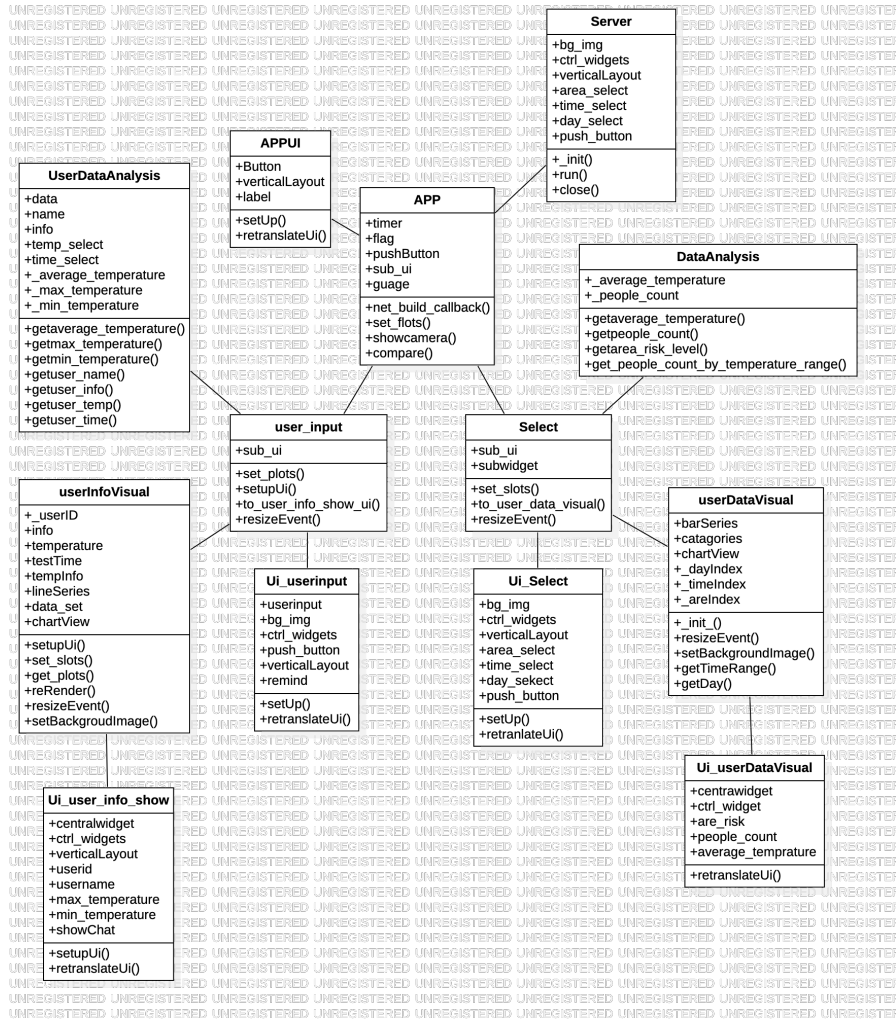 Server
+bg_img
+ctrl_widgets
+verticalLayout
+area_select
+time_select
+day_select
+push_button
+_init()
+run()
+close()
APPUI
+Button
+verticalLayout
+label
+setUp()
+retranslateUi()
UserDataAnalysis
+data
+name
+info
+temp_select
+time_select
+_average_temperature
+_max_temperature
+_min_temperature
+getaverage_temperature()
+getmax_temperature()
+getmin_temperature()
+getuser_name()
+getuser_info()
+getuser_temp()
+getuser_time()
APP
+timer
+flag
+pushButton
+sub_ui
+guage
+net_build_callback()
+set_flots()
+showcamera()
+compare()
DataAnalysis
+_average_temperature
+_people_count
+getaverage_temperature()
+getpeople_count()
+getarea_risk_level()
+get_people_count_by_temperature_range()
user_input
+sub_ui
+set_plots()
+setupUi()
+to_user_info_show_ui()
+resizeEvent()
Select
+sub_ui
+subwidget
+set_slots()
+to_user_data_visual()
+resizeEvent()
userInfoVisual
+_userID
+info
+temperature
+testTime
+tempInfo
+lineSeries
+data_set
+chartView
+setupUi()
+set_slots()
+get_plots()
+reRender()
+resizeEvent()
+setBackgroudImage()
userDataVisual
+barSeries
+catagories
+chartView
+_dayIndex
+_timeIndex
+_areIndex
+_init_()
+resizeEvent()
+setBackgroundImage()
+getTimeRange()
+getDay()
Ui_userinput
+userinput
+bg_img
+ctrl_widgets
+push_button
+verticalLayout
+remind
+setUp()
+retranslateUi()
Ui_Select
+bg_img
+ctrl_widgets
+verticalLayout
+area_select
+time_select
+day_sekect
+push_button
+setUp()
+retranlateUi()
Ui_userDataVisual
+centrawidget
+ctrl_widget
+are_risk
+people_count
+average_temprature
+retranslateUi()
Ui_user_info_show
+centralwidget
+ctrl_widgets
+verticalLayout
+userid
+username
+max_temperature
+min_temperature
+showChat
+setupUi()
+retranslateUi()
UNREGISTERED